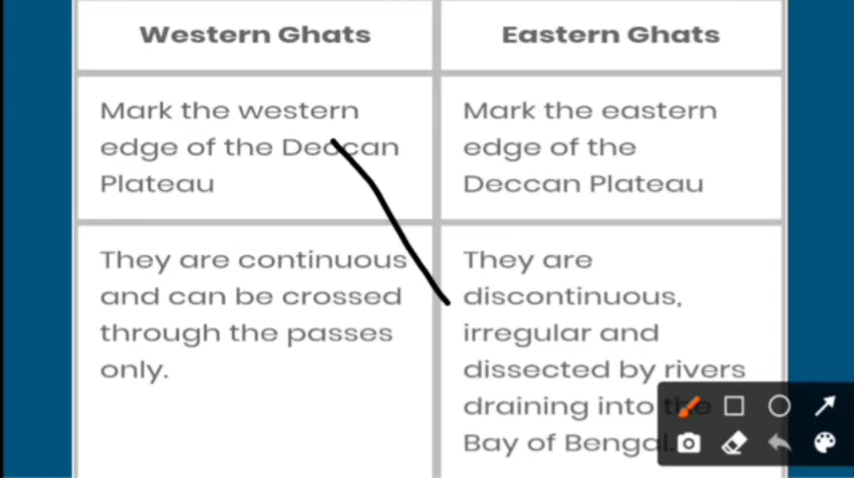 Western Ghats
Eastern Ghats
Mark the western
edge of the Deccan
Plateau
Mark the eastern
edge of the
Deccan Plateau
They are continuous
and can be crossed
through the passes
only.
They are
discontinuous,
irregular and
dissected by rivers
draining into the
Bay of Bengal.